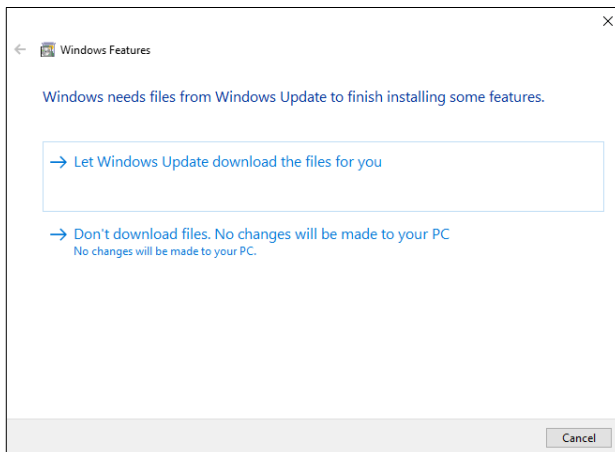 Windows Features
Windows needs files from Windows Update to finish installing some features.
Let Windows Update download the files for you
Don't download files. No changes will be made to your PC
No changes will be made to your PC.
Cancel